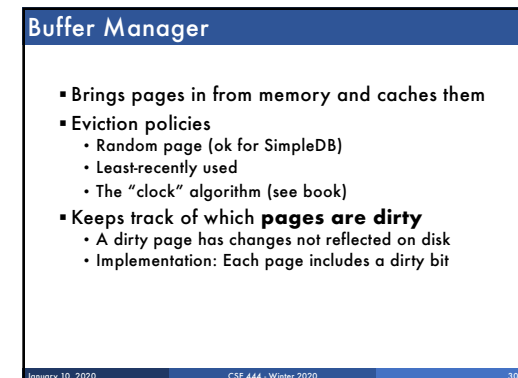 Buffer Manager
▪ Brings pages in from memory and caches them
▪ Eviction policies
• Random page (ok for SimpleDB)
• Least-recently used
• The “clock” algorithm (see book)
▪ Keeps track of which pages are dirty
• A dirty page has changes not reflected on disk
• Implementation: Each page includes a dirty bit
January 10, 2020 CSE 444 - Winter 2020 30